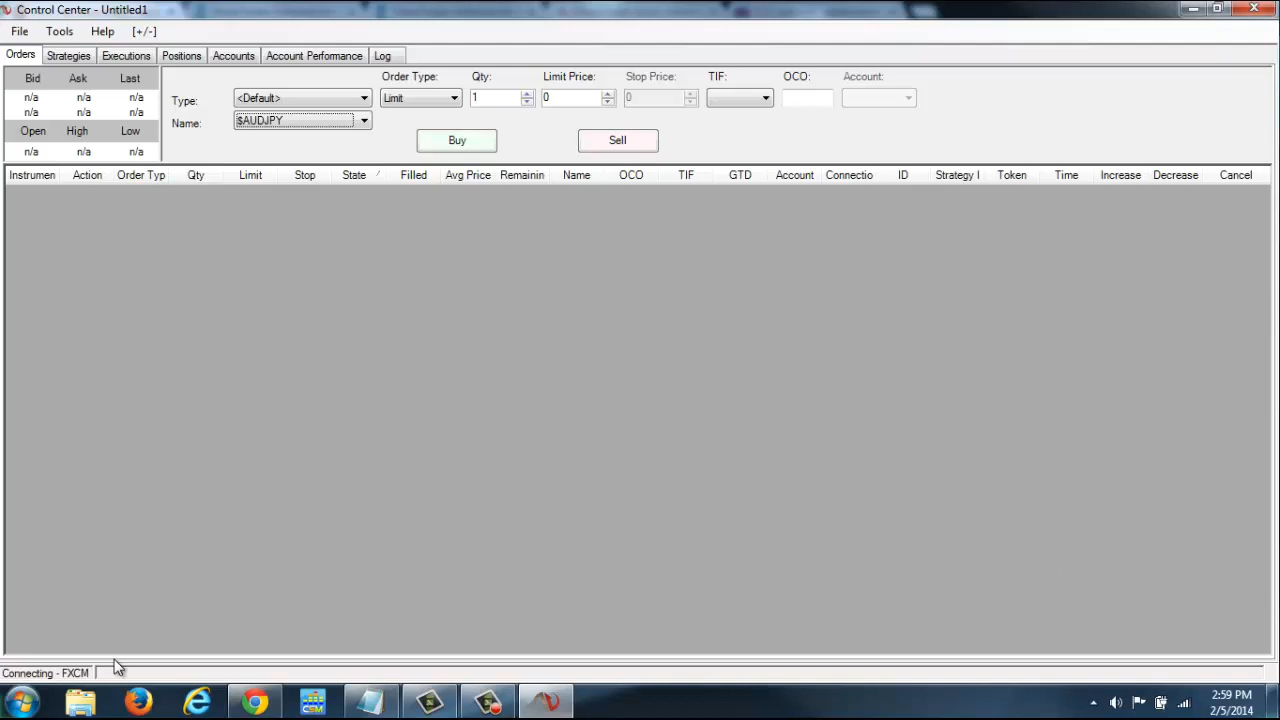 Control Center - Untitled1
File Tools Help [+/-]
Orders Strategies Executions Positions Accounts Account Performance Log
Bid Ask Last
n/a n/a n/a
n/a n/a n/a
Open High Low
n/a n/a n/a
Order Type: Qty: Limit Price: Stop Price: TIF: OCO: Account:
Type: <Default> Limit 1 0 0
Name: $AUDJPY
Buy Sell
Instrumen Action Order Typ Qty Limit Stop State Filled Avg Price Remainin Name OCO TIF GTD Account Connectio ID Strategy I Token Time Increase Decrease Cancel
Connecting - FXCM
2:59 PM
2/5/2014